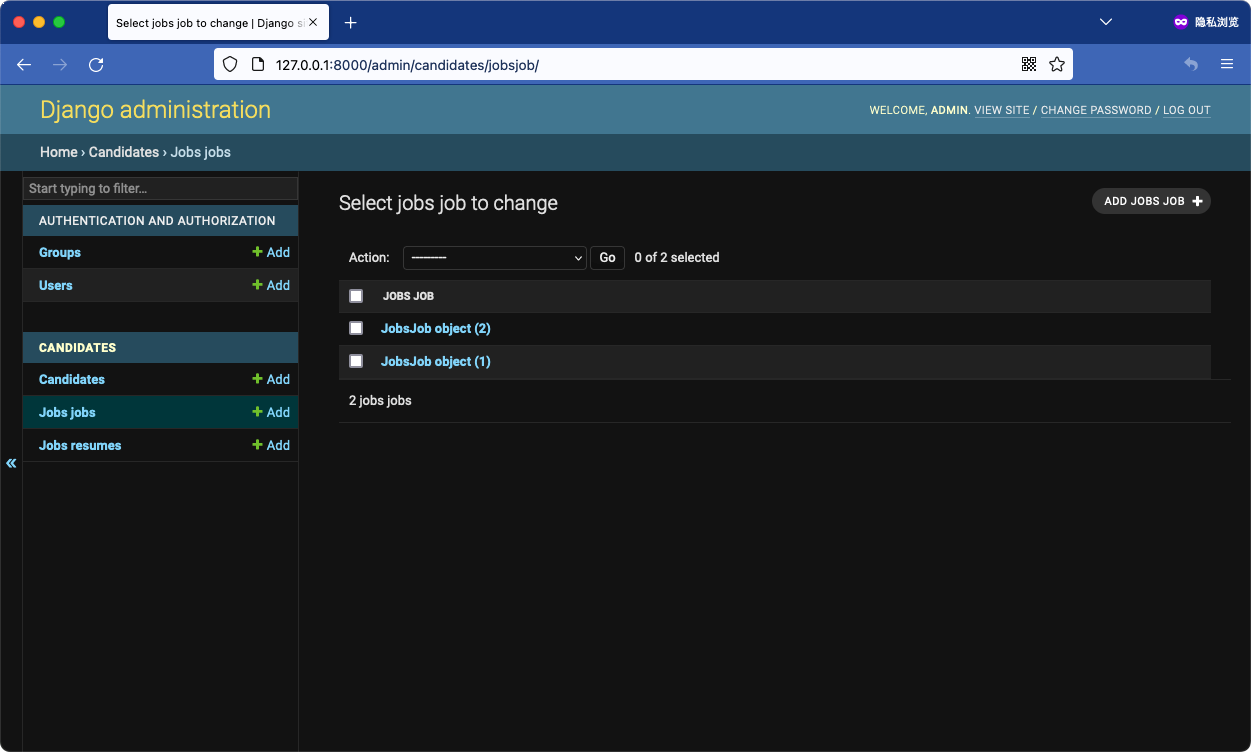 Select jobs job to change | Django si
隐私浏览
127.0.0.1:8000/admin/candidates/jobsjob/
Django administration
WELCOME, ADMIN. VIEW SITE / CHANGE PASSWORD / LOG OUT
Home › Candidates › Jobs jobs
Start typing to filter...
AUTHENTICATION AND AUTHORIZATION
Groups + Add
Users + Add
CANDIDATES
Candidates + Add
Jobs jobs + Add
Jobs resumes + Add
«
Select jobs job to change
ADD JOBS JOB +
Action: --------- Go 0 of 2 selected
JOBS JOB
JobsJob object (2)
JobsJob object (1)
2 jobs jobs